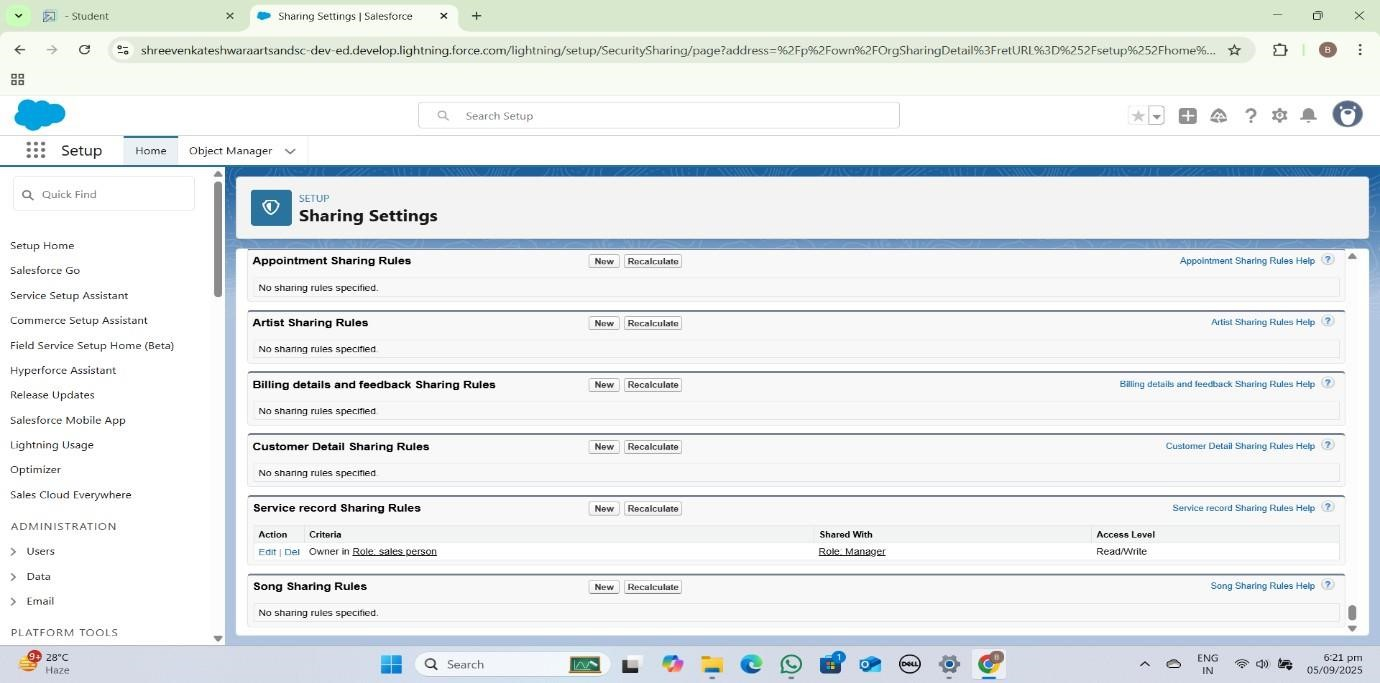 - Student
Sharing Settings | Salesforce
shreevenkateshwaraartsandsc-dev-ed.develop.lightning.force.com/lightning/setup/SecuritySharing/page?address=%2Fp%2Fown%2FOrgSharingDetail%3FretURL%3D%252Fsetup%252Fhome%...
B
Search Setup
Setup
Home
Object Manager
Quick Find
Setup Home
Salesforce Go
Service Setup Assistant
Commerce Setup Assistant
Field Service Setup Home (Beta)
Hyperforce Assistant
Release Updates
Salesforce Mobile App
Lightning Usage
Optimizer
Sales Cloud Everywhere
ADMINISTRATION
Users
Data
Email
PLATFORM TOOLS
SETUP
Sharing Settings
Appointment Sharing Rules New Recalculate Appointment Sharing Rules Help ?
No sharing rules specified.
Artist Sharing Rules New Recalculate Artist Sharing Rules Help ?
No sharing rules specified.
Billing details and feedback Sharing Rules New Recalculate Billing details and feedback Sharing Rules Help ?
No sharing rules specified.
Customer Detail Sharing Rules New Recalculate Customer Detail Sharing Rules Help ?
No sharing rules specified.
Service record Sharing Rules New Recalculate Service record Sharing Rules Help ?
Action Criteria Shared With Access Level
Edit | Del Owner in Role: sales person Role: Manager Read/Write
Song Sharing Rules New Recalculate Song Sharing Rules Help ?
No sharing rules specified.
9+ 28°C
Haze
Search
1
DELL
B
ENG
IN
6:21 pm
05/09/2025